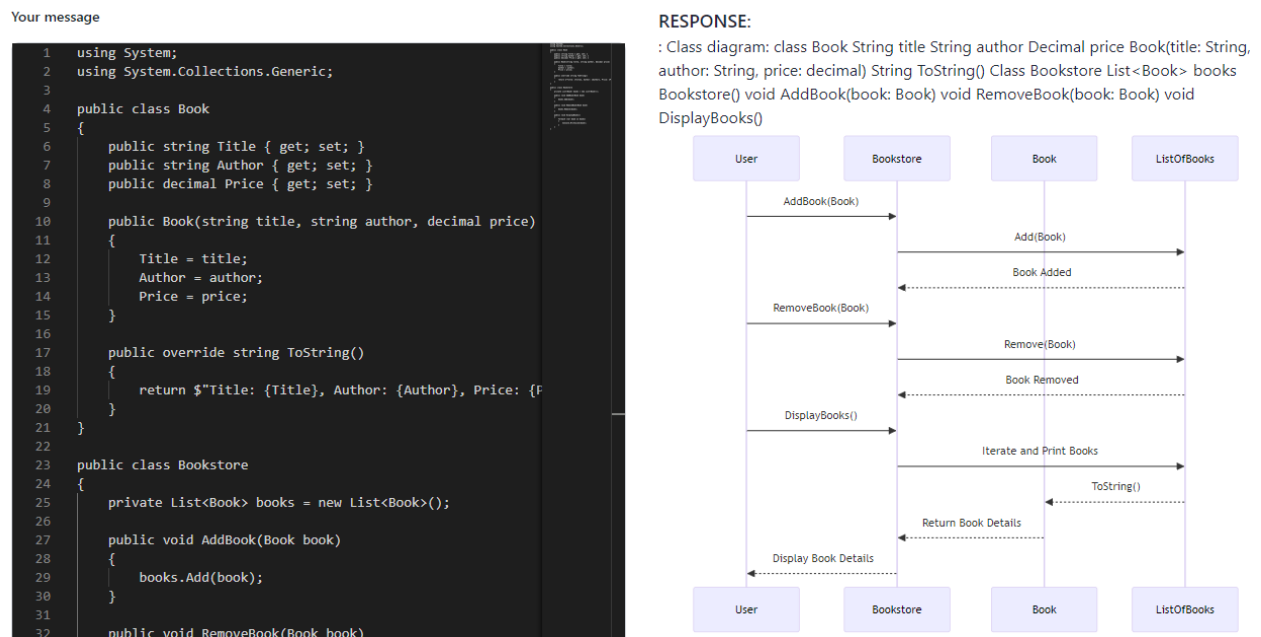 Your message
1 using System;
2 using System.Collections.Generic;
3
4 public class Book
5 {
6     public string Title { get; set; }
7     public string Author { get; set; }
8     public decimal Price { get; set; }
9
10     public Book(string title, string author, decimal price)
11     {
12         Title = title;
13         Author = author;
14         Price = price;
15     }
16
17     public override string ToString()
18     {
19         return $"Title: {Title}, Author: {Author}, Price: {P
20     }
21 }
22
23 public class Bookstore
24 {
25     private List<Book> books = new List<Book>();
26
27     public void AddBook(Book book)
28     {
29         books.Add(book);
30     }
31
32     public void RemoveBook(Book book)
RESPONSE:
: Class diagram: class Book String title String author Decimal price Book(title: String,
author: String, price: decimal) String ToString() Class Bookstore List<Book> books
Bookstore() void AddBook(book: Book) void RemoveBook(book: Book) void
DisplayBooks()
User Bookstore Book ListOfBooks
AddBook(Book)
Add(Book)
Book Added
RemoveBook(Book)
Remove(Book)
Book Removed
DisplayBooks()
Iterate and Print Books
ToString()
Return Book Details
Display Book Details
User Bookstore Book ListOfBooks